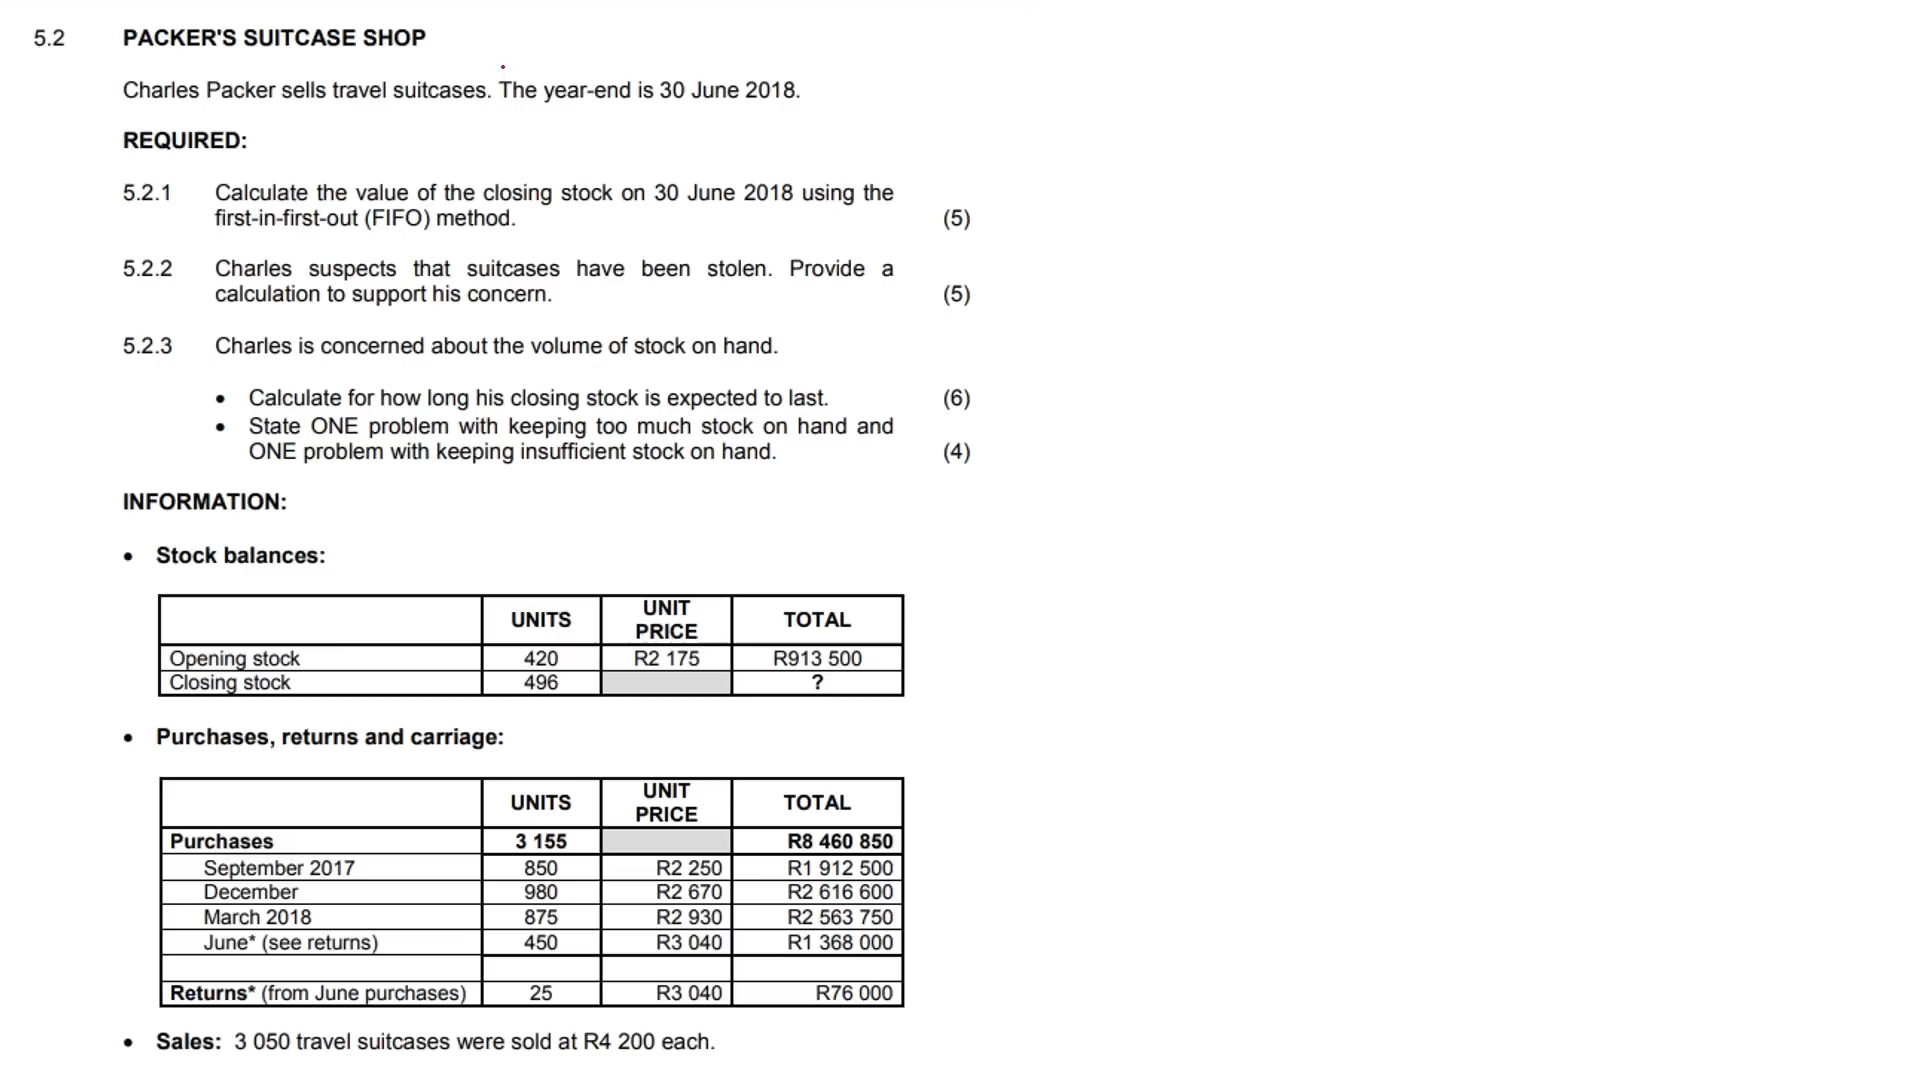 5.2 PACKER'S SUITCASE SHOP
Charles Packer sells travel suitcases. The year-end is 30 June 2018.
REQUIRED:
5.2.1 Calculate the value of the closing stock on 30 June 2018 using the
first-in-first-out (FIFO) method. (5)
5.2.2 Charles suspects that suitcases have been stolen. Provide a
calculation to support his concern. (5)
5.2.3 Charles is concerned about the volume of stock on hand.
• Calculate for how long his closing stock is expected to last. (6)
• State ONE problem with keeping too much stock on hand and
ONE problem with keeping insufficient stock on hand. (4)
INFORMATION:
• Stock balances:
UNITS UNIT PRICE TOTAL
Opening stock 420 R2 175 R913 500
Closing stock 496 ?
• Purchases, returns and carriage:
UNITS UNIT PRICE TOTAL
Purchases 3 155 R8 460 850
September 2017 850 R2 250 R1 912 500
December 980 R2 670 R2 616 600
March 2018 875 R2 930 R2 563 750
June* (see returns) 450 R3 040 R1 368 000
Returns* (from June purchases) 25 R3 040 R76 000
• Sales: 3 050 travel suitcases were sold at R4 200 each.